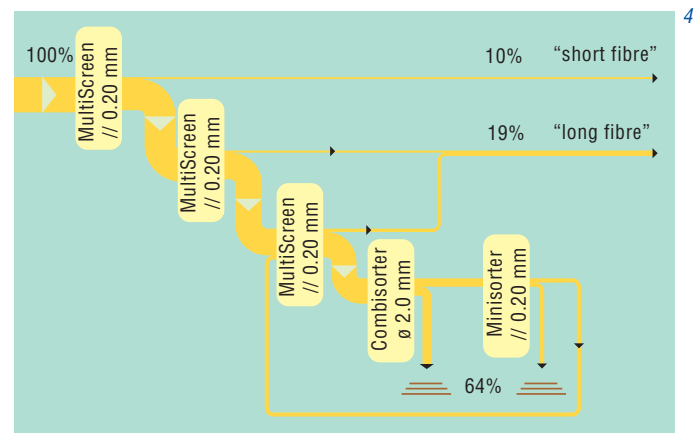 4
100%
10% “short fibre”
MultiScreen
// 0.20 mm
19% “long fibre”
MultiScreen
// 0.20 mm
MultiScreen
// 0.20 mm
Combisorter
ø 2.0 mm
Minisorter
// 0.20 mm
64%